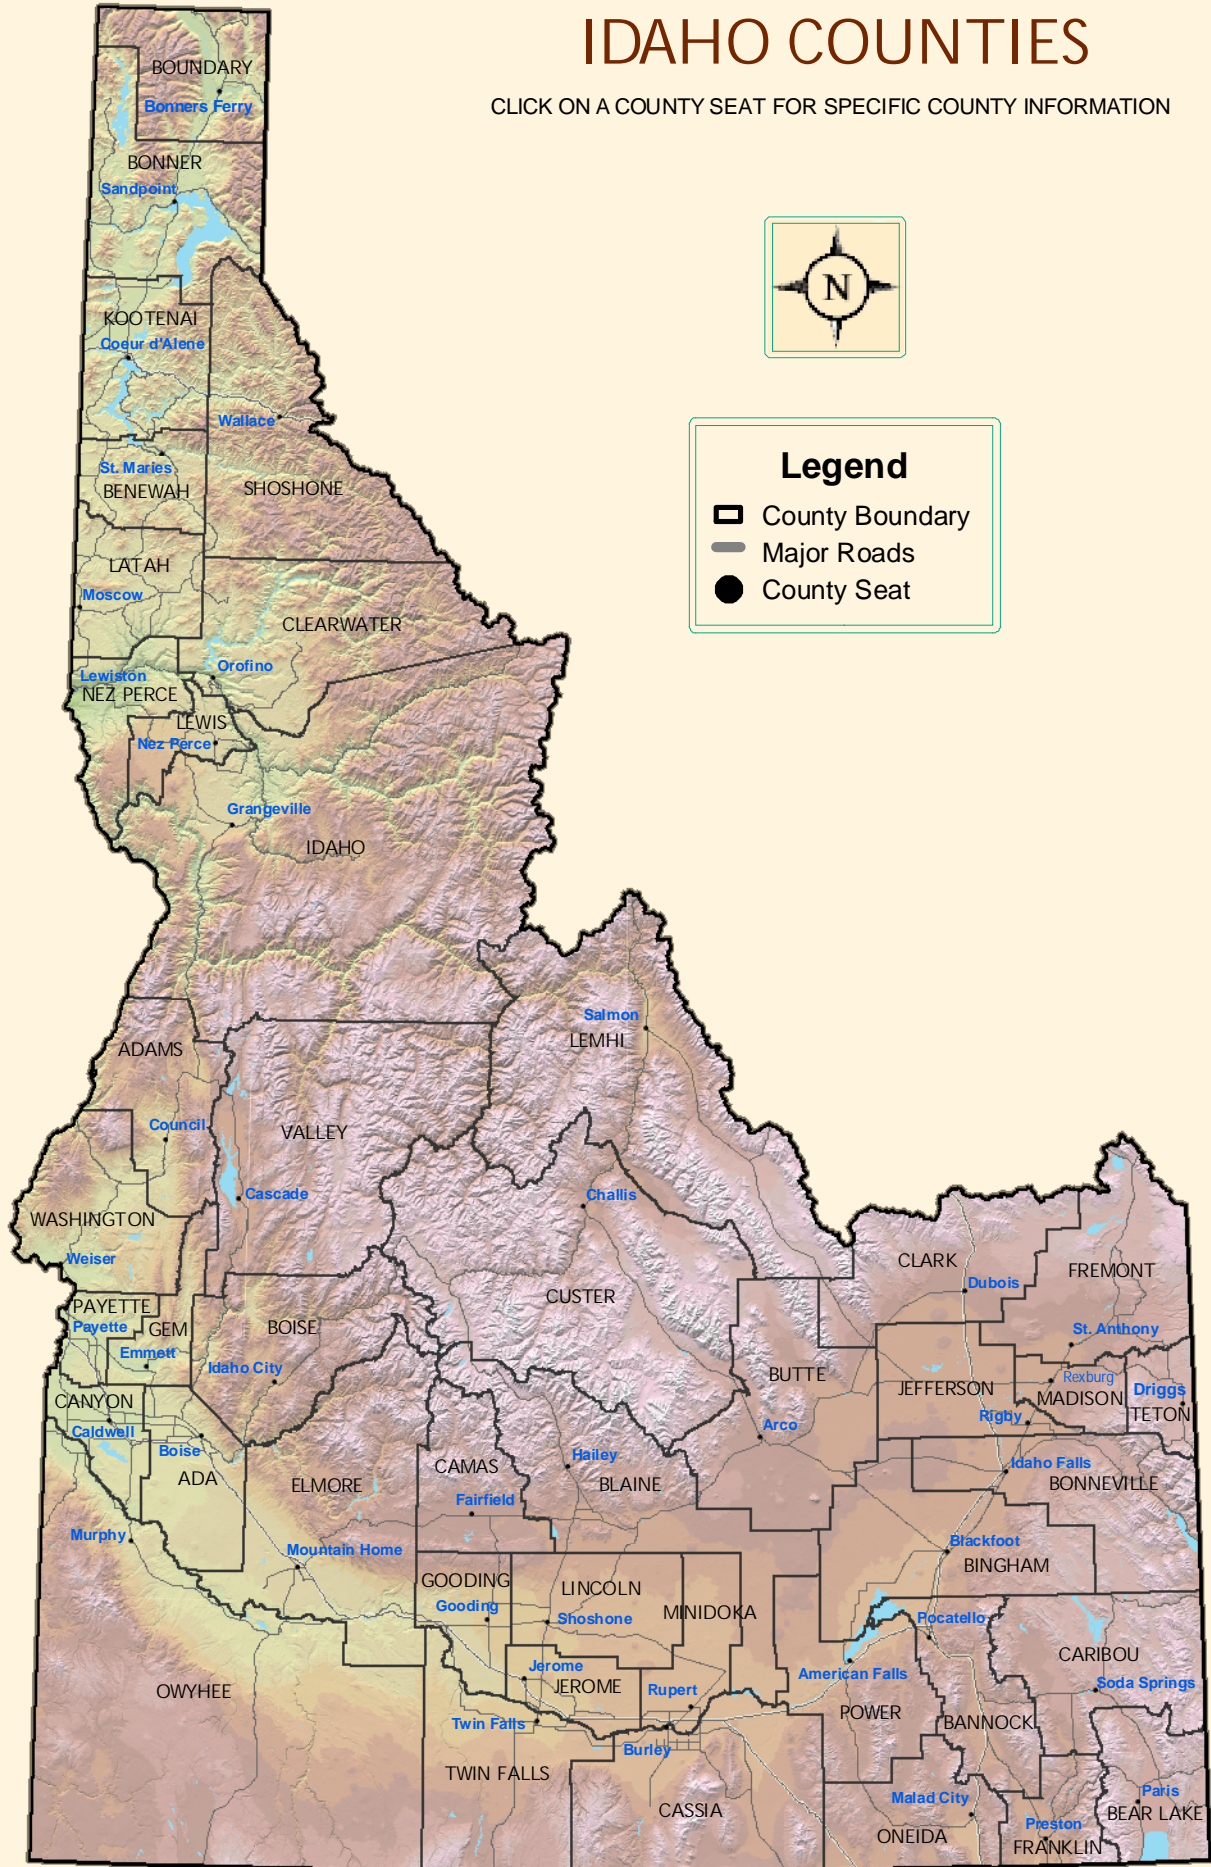 IDAHO COUNTIES
CLICK ON A COUNTY SEAT FOR SPECIFIC COUNTY INFORMATION
BOUNDARY
Bonners Ferry
BONNER
Sandpoint
N
KOOTENAI
Coeur d'Alene
Wallace
St. Maries
BENEWAH
SHOSHONE
Legend
County Boundary
Major Roads
County Seat
LATAH
Moscow
CLEARWATER
Orofino
Lewiston
NEZ PERCE
LEWIS
Nez Perce
Grangeville
IDAHO
Salmon
LEMHI
ADAMS
Council
VALLEY
Cascade
Challis
WASHINGTON
Weiser
CLARK
Dubois
FREMONT
CUSTER
PAYETTE
Payette
GEM
BOISE
Emmett
Idaho City
St. Anthony
BUTTE
JEFFERSON
Rexburg
MADISON
Driggs
TETON
Rigby
CANYON
Caldwell
Arco
Boise
ADA
ELMORE
CAMAS
Hailey
BLAINE
Idaho Falls
BONNEVILLE
Fairfield
Murphy
Mountain Home
Blackfoot
BINGHAM
GOODING
Gooding
LINCOLN
Shoshone
MINIDOKA
Pocatello
CARIBOU
Jerome
JEROME
Rupert
American Falls
Soda Springs
OWYHEE
POWER
BANNOCK
Twin Falls
Burley
TWIN FALLS
CASSIA
Malad City
ONEIDA
Paris
BEAR LAKE
Preston
FRANKLIN